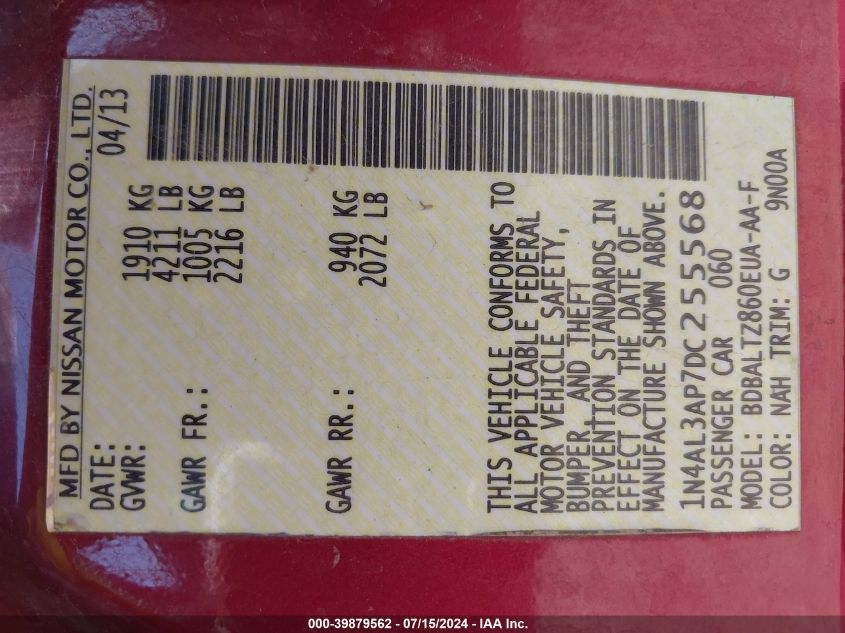 MFD BY NISSAN MOTOR CO., LTD.
DATE: 04/13
GVWR: 1910 KG
4211 LB
GAWR FR.: 1005 KG
2216 LB
GAWR RR.: 940 KG
2072 LB
THIS VEHICLE CONFORMS TO
ALL APPLICABLE FEDERAL
MOTOR VEHICLE SAFETY,
BUMPER, AND THEFT
PREVENTION STANDARDS IN
EFFECT ON THE DATE OF
MANUFACTURE SHOWN ABOVE.
1N4AL3AP7DC255568
PASSENGER CAR 060
MODEL: BDBALTZ860EUA-AA-F
COLOR: NAH TRIM: G 9N00A
000-39879562 - 07/15/2024 - IAA Inc.